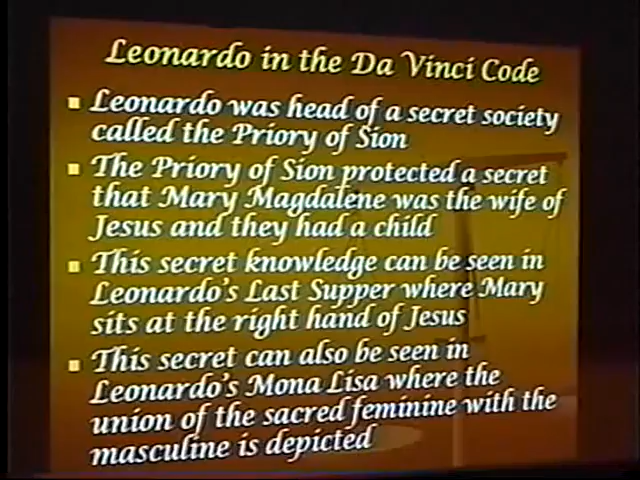 Leonardo in the Da Vinci Code
Leonardo was head of a secret society
called the Priory of Sion
The Priory of Sion protected a secret
that Mary Magdalene was the wife of
Jesus and they had a child
This secret knowledge can be seen in
Leonardo's Last Supper where Mary
sits at the right hand of Jesus
This secret can also be seen in
Leonardo's Mona Lisa where the
union of the sacred feminine with the
masculine is depicted